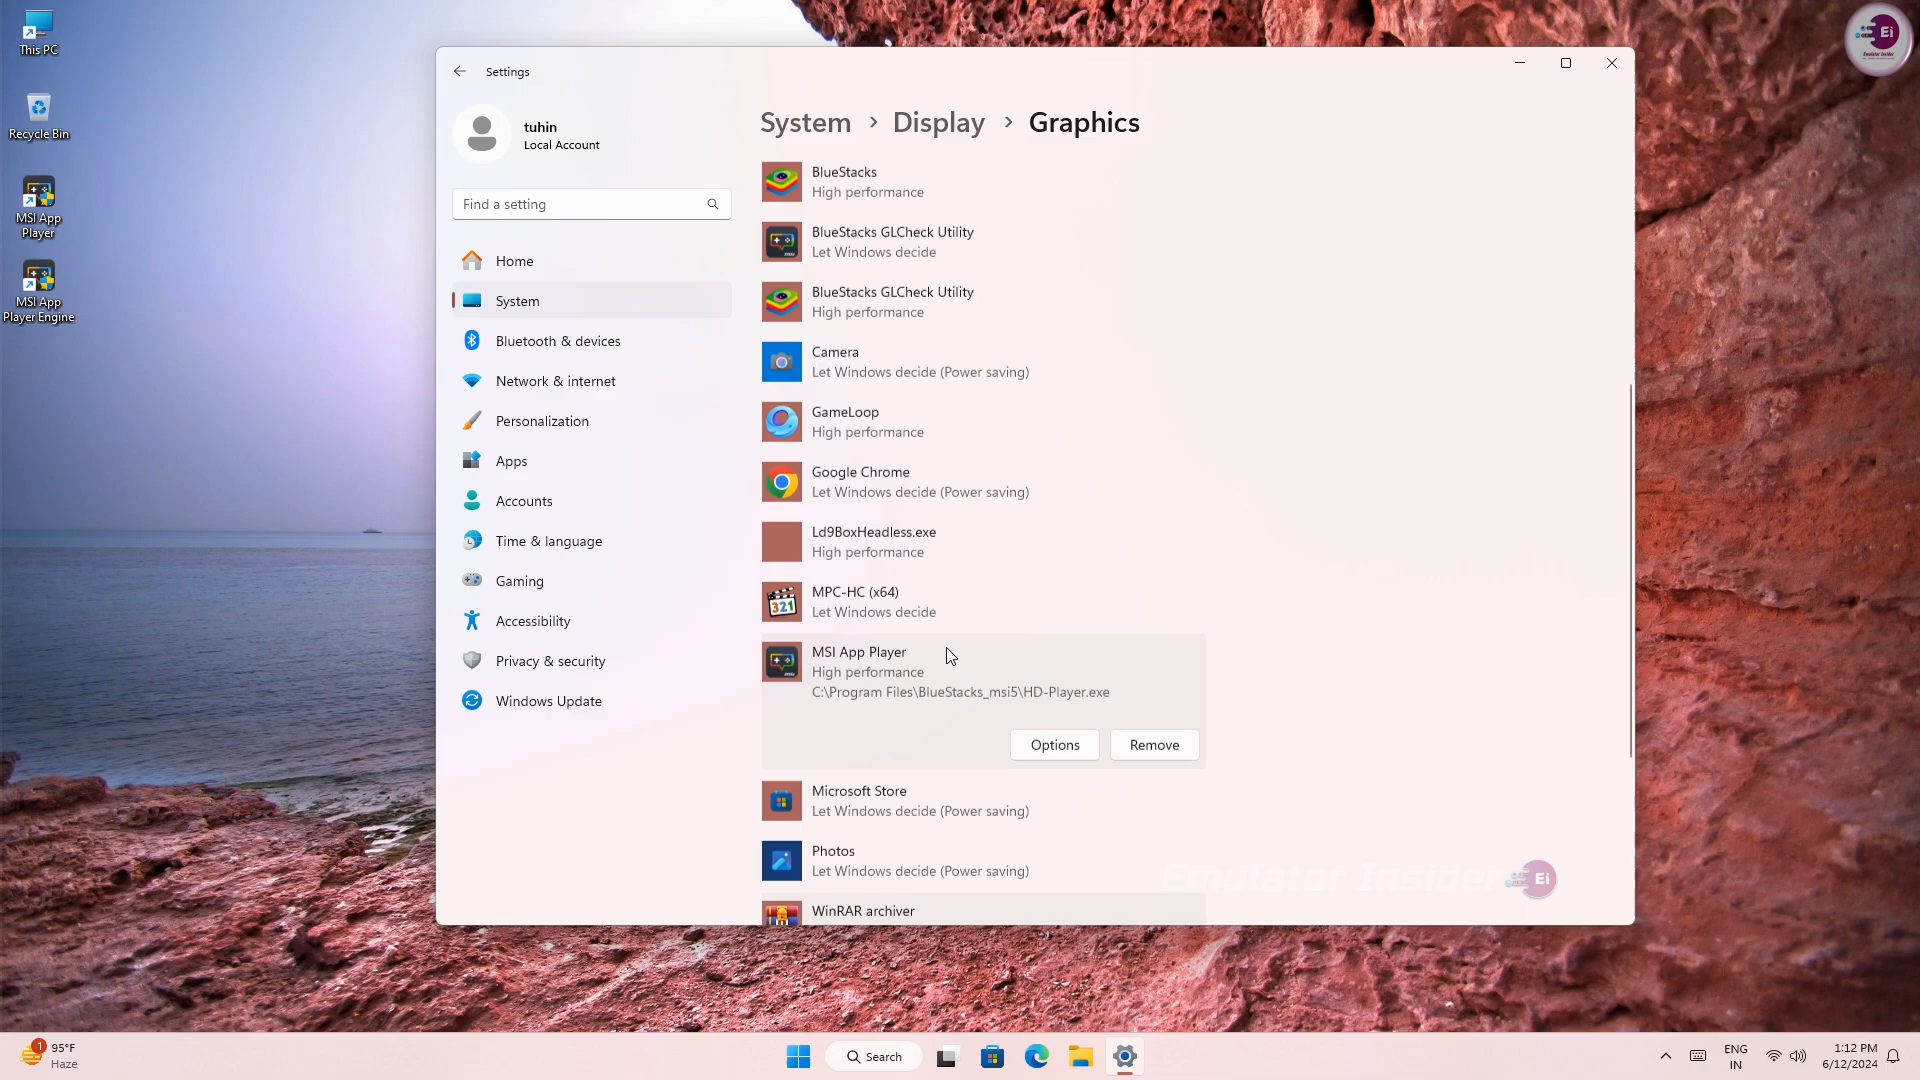 This PC
Recycle Bin
MSI App
Player
MSI App
Player Engine
Settings
tuhin
Local Account
Find a setting
Home
System
Bluetooth & devices
Network & internet
Personalization
Apps
Accounts
Time & language
Gaming
Accessibility
Privacy & security
Windows Update
System > Display > Graphics
BlueStacks
High performance
BlueStacks GLCheck Utility
Let Windows decide
BlueStacks GLCheck Utility
High performance
Camera
Let Windows decide (Power saving)
GameLoop
High performance
Google Chrome
Let Windows decide (Power saving)
Ld9BoxHeadless.exe
High performance
MPC-HC (x64)
Let Windows decide
MSI App Player
High performance
C:\Program Files\BlueStacks_msi5\HD-Player.exe
Options Remove
Microsoft Store
Let Windows decide (Power saving)
Photos
Let Windows decide (Power saving)
WinRAR archiver
Emulator Insider
Ei
Ei
Emulator Insider
1
95°F
Haze
Search
ENG
IN
1:12 PM
6/12/2024